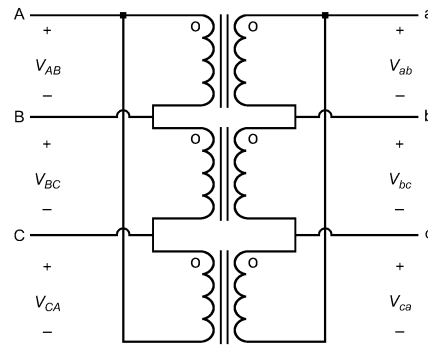 A o o a
+ +
V_AB V_ab
– –
B b
o o
+ +
V_BC V_bc
– –
C
o o
+ +
V_CA V_ca
– –